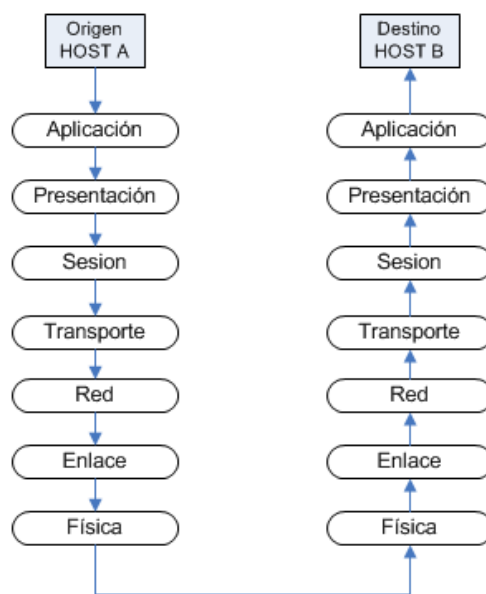 Origen
HOST A
Aplicación
Presentación
Sesion
Transporte
Red
Enlace
Física
Destino
HOST B
Aplicación
Presentación
Sesion
Transporte
Red
Enlace
Física